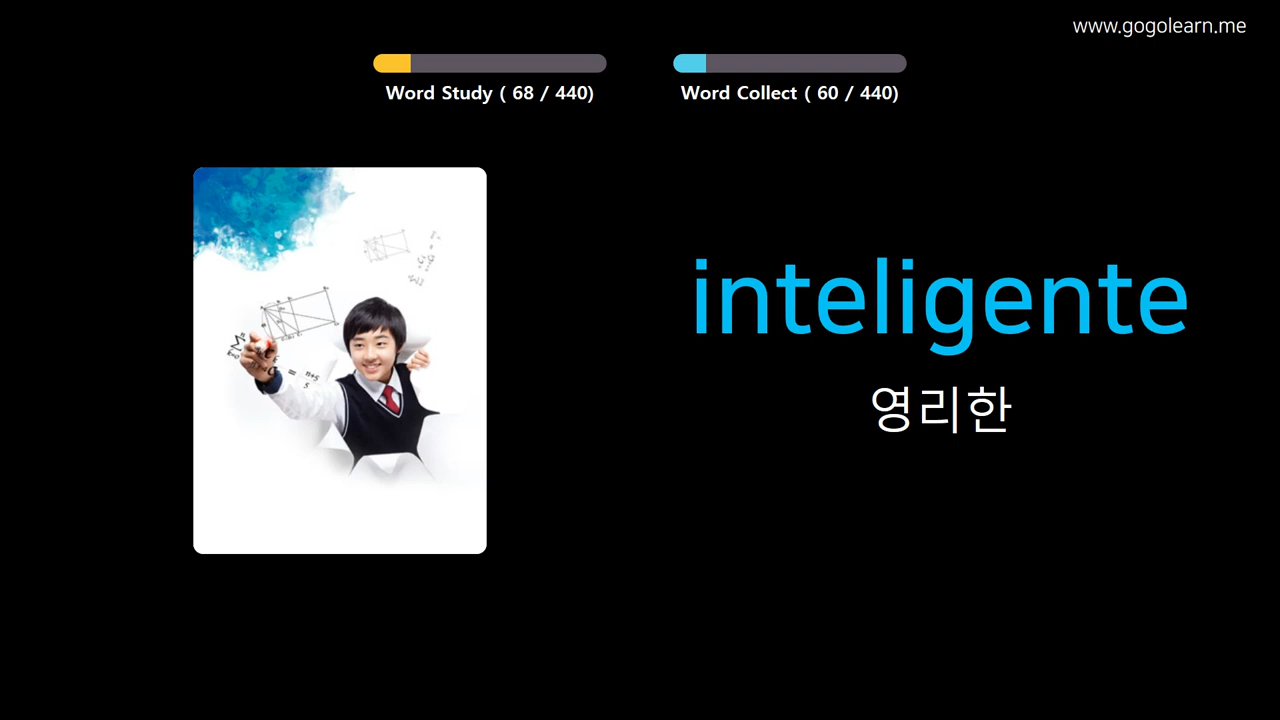 www.gogolearn.me
Word Study ( 68 / 440)
Word Collect ( 60 / 440)
inteligente
영리한